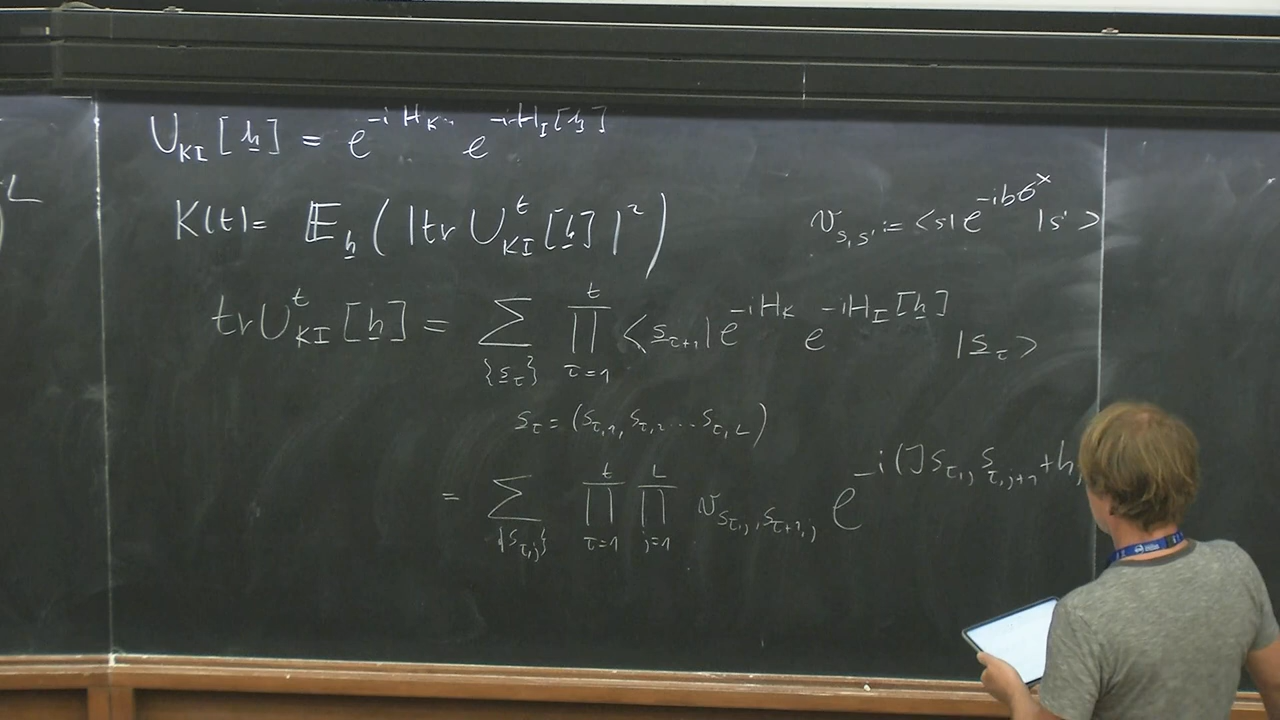 U_{KI}[h] = e^{-iH_K} e^{-iH_I[h]}
L
K(t) = 𝔼_h ( |tr U_{KI}^t [h]|² )
v_{s,s'} := <s| e^{-ibσ^x} |s'>
tr U_{KI}^t [h] = Σ_{{s_τ}} ∏_{τ=1}^t <s_{τ+1}| e^{-iH_K} e^{-iH_I[h]} |s_τ>
s_τ = (s_{τ,1}, s_{τ,2} ... s_{τ,L})
= Σ_{{s_{τ,j}}} ∏_{τ=1}^t ∏_{j=1}^L v_{s_{τ,j}, s_{τ+1,j}} e^{-i(J s_{τ,j} s_{τ,j+1} + h_j